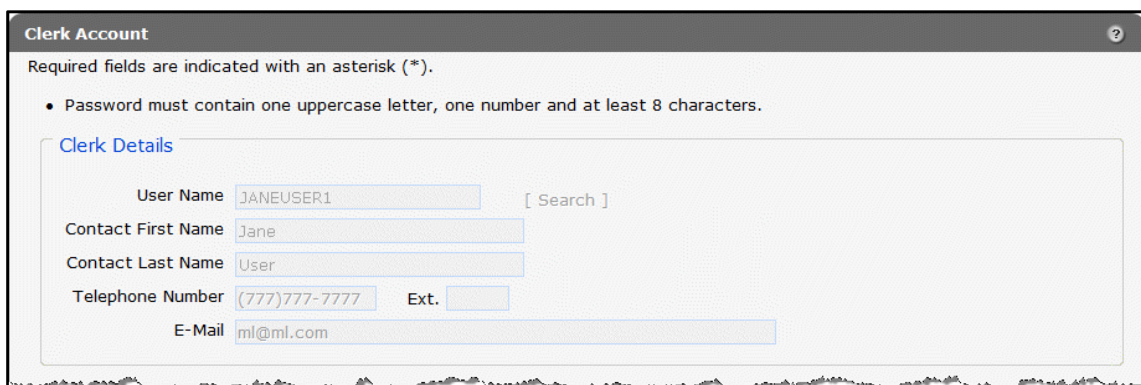 Clerk Account ?
Required fields are indicated with an asterisk (*).
• Password must contain one uppercase letter, one number and at least 8 characters.
Clerk Details
User Name JANEUSER1 [ Search ]
Contact First Name Jane
Contact Last Name User
Telephone Number (777)777-7777 Ext.
E-Mail ml@ml.com